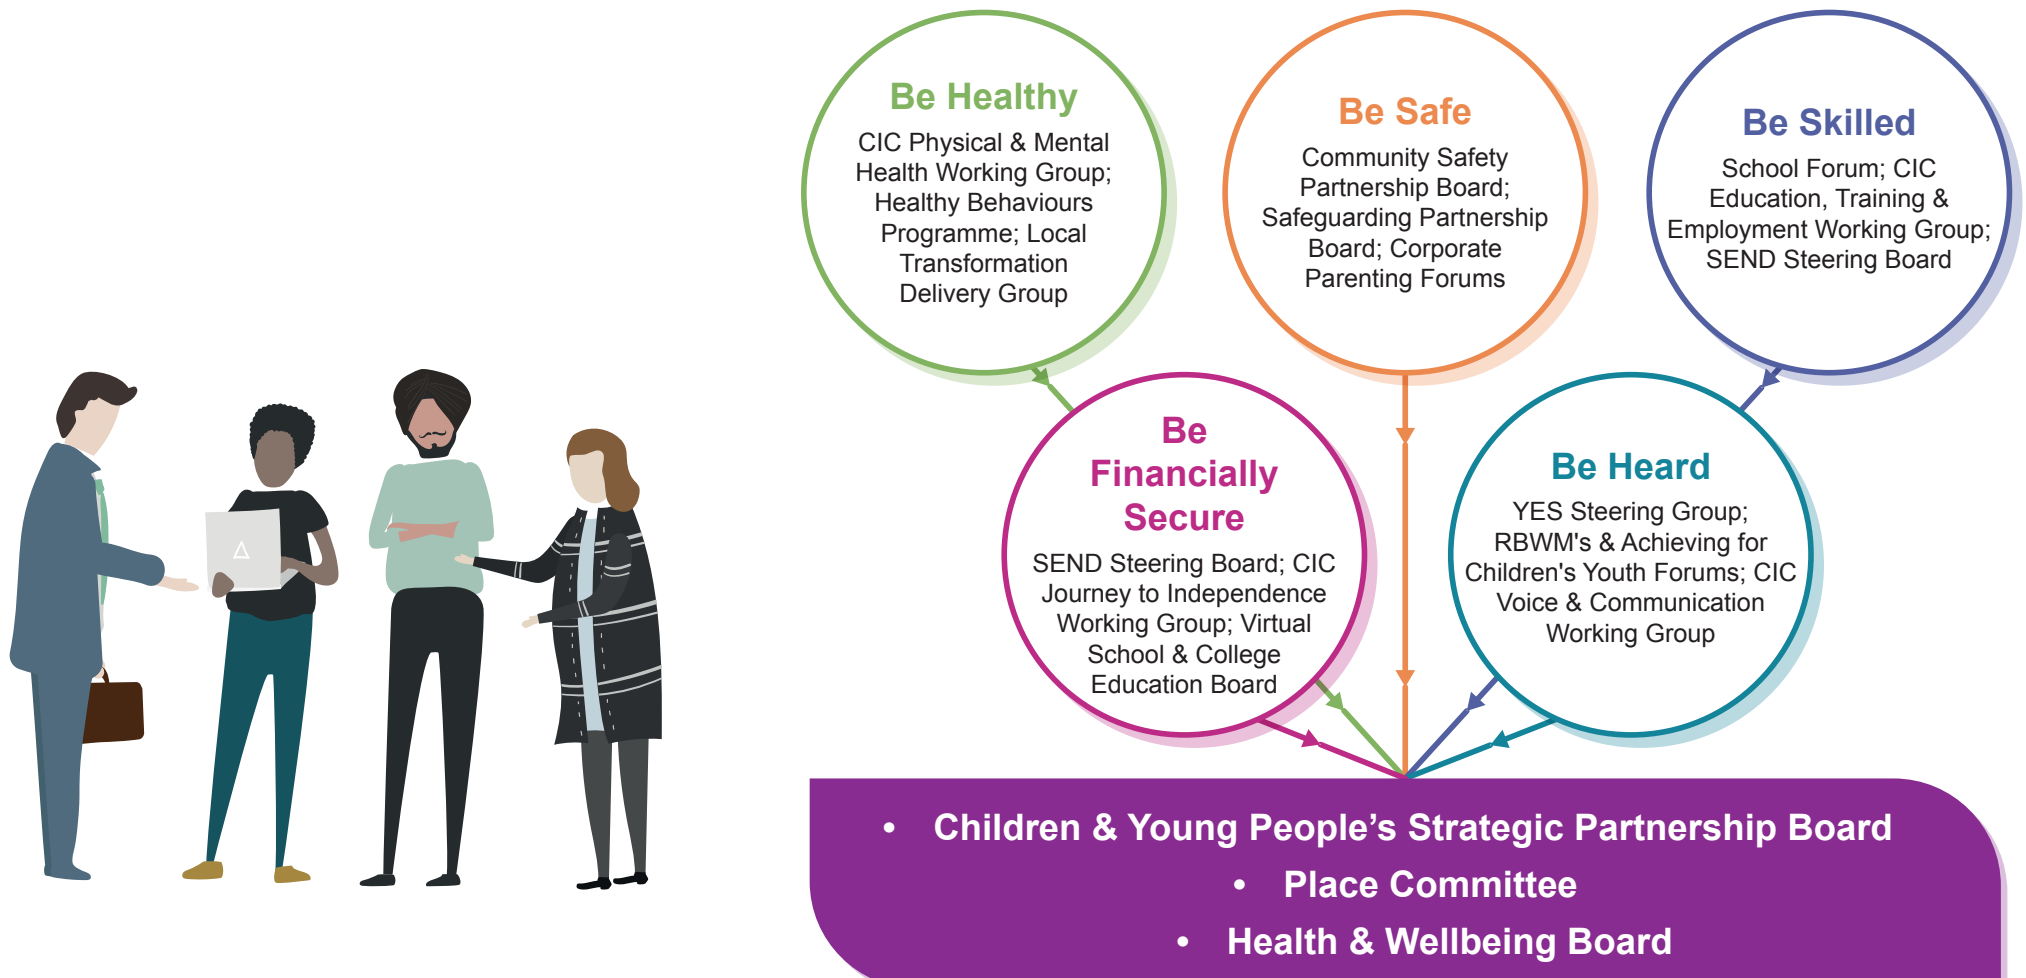 Be Healthy
CIC Physical & Mental
Health Working Group;
Healthy Behaviours
Programme; Local
Transformation
Delivery Group
Be Safe
Community Safety
Partnership Board;
Safeguarding Partnership
Board; Corporate
Parenting Forums
Be Skilled
School Forum; CIC
Education, Training &
Employment Working Group;
SEND Steering Board
Be
Financially
Secure
SEND Steering Board; CIC
Journey to Independence
Working Group; Virtual
School & College
Education Board
Be Heard
YES Steering Group;
RBWM's & Achieving for
Children's Youth Forums; CIC
Voice & Communication
Working Group
• Children & Young People’s Strategic Partnership Board
• Place Committee
• Health & Wellbeing Board